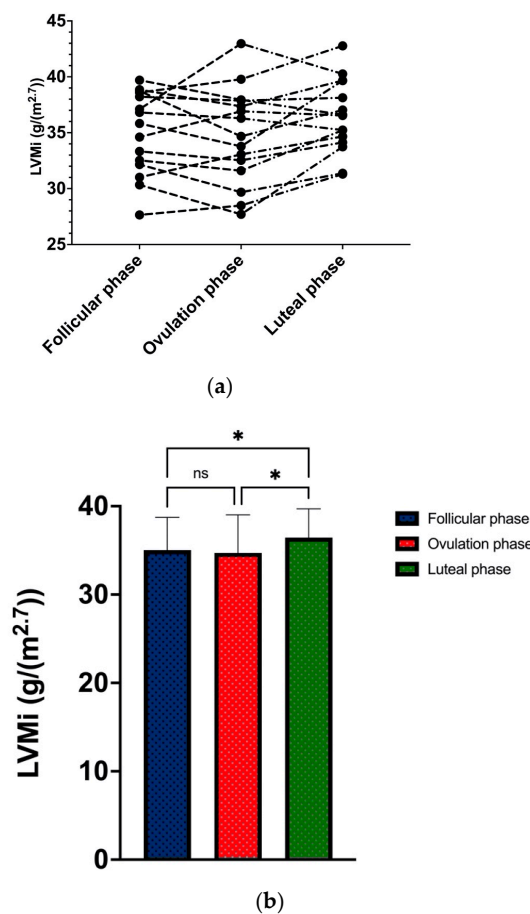 45
40
35
30
25
LVMi (g/(m²·⁷))
Follicular phase
Ovulation phase
Luteal phase
(a)
*
ns
*
40
30
20
10
0
LVMi (g/(m²·⁷))
Follicular phase
Ovulation phase
Luteal phase
(b)